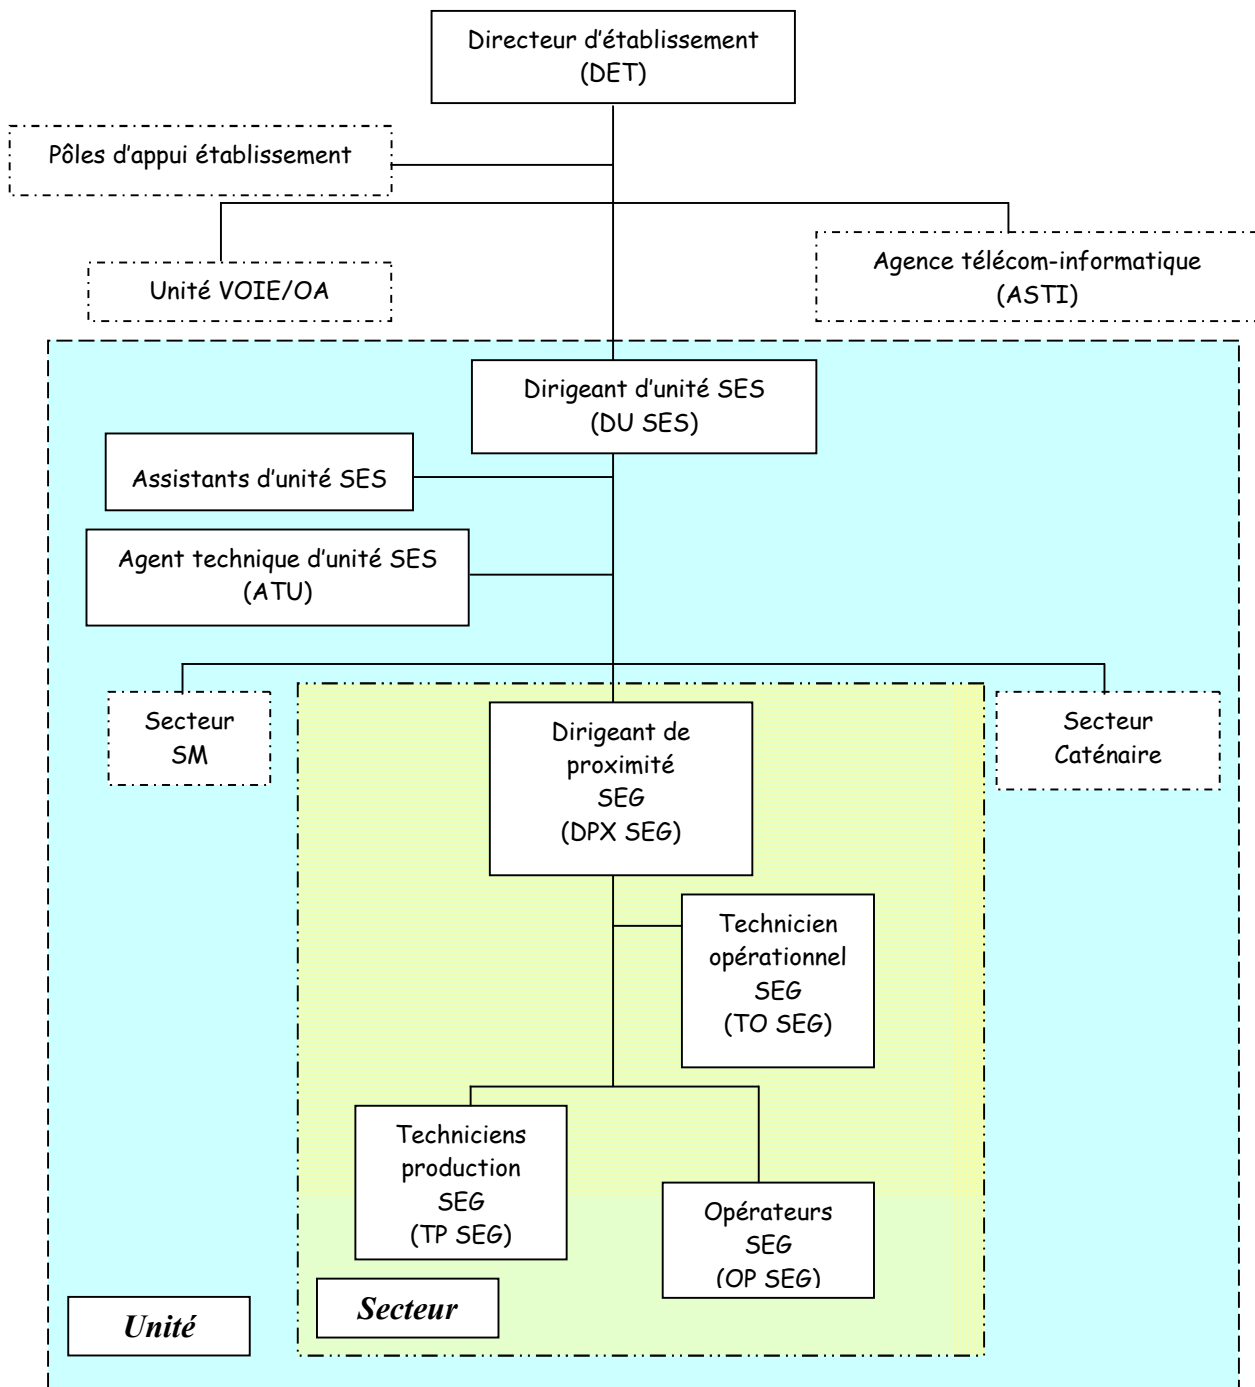 Directeur d'établissement
(DET)
Pôles d'appui établissement
Agence télécom-informatique
(ASTI)
Unité VOIE/OA
Dirigeant d'unité SES
(DU SES)
Assistants d'unité SES
Agent technique d'unité SES
(ATU)
Secteur
SM
Dirigeant de
proximité
SEG
(DPX SEG)
Secteur
Caténaire
Technicien
opérationnel
SEG
(TO SEG)
Techniciens
production
SEG
(TP SEG)
Opérateurs
SEG
(OP SEG)
Secteur
Unité